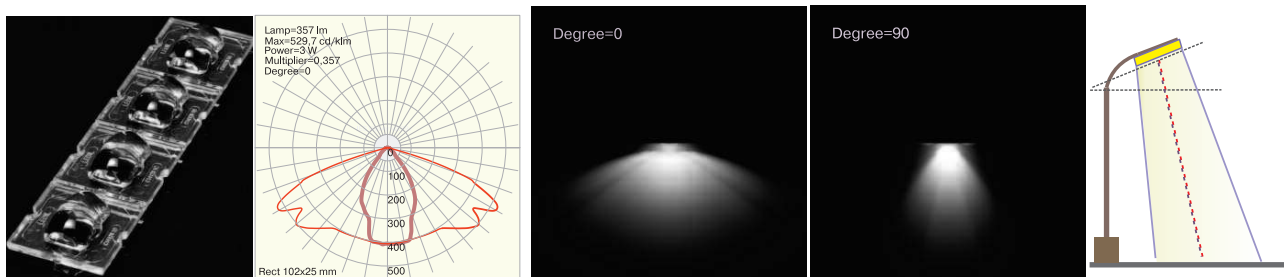 Lamp=357 lm
Max=529,7 cd/klm
Power=3 W
Multiplier=0,357
Degree=0
0
100
200
300
400
500
Rect 102x25 mm
Degree=0
Degree=90